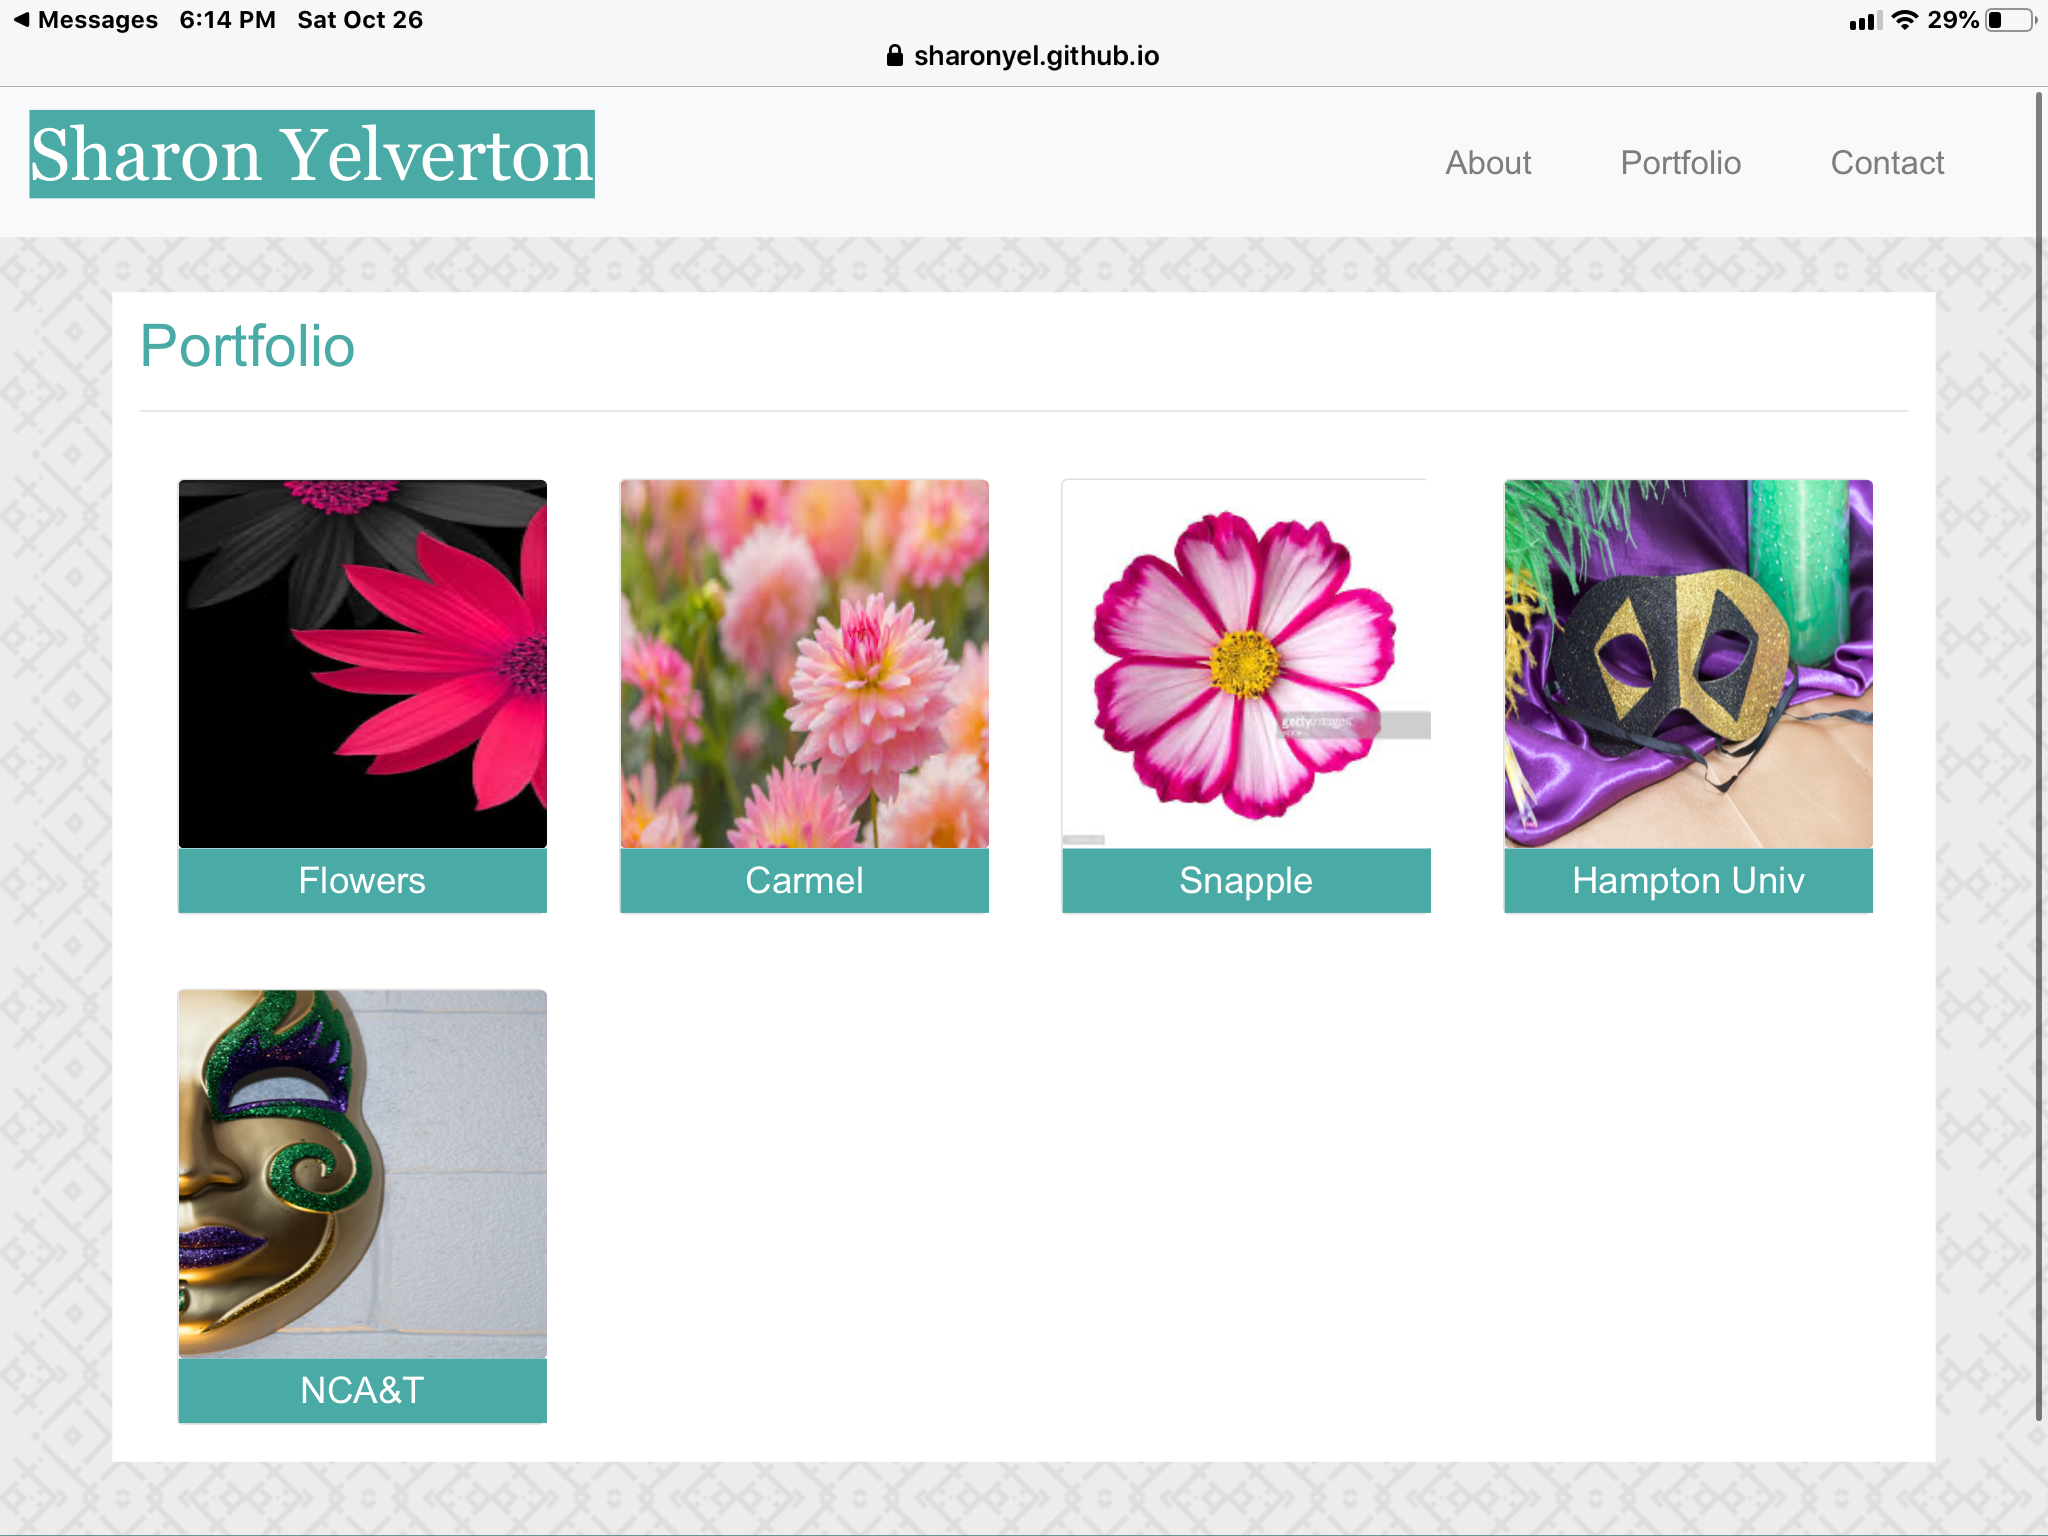 Messages 6:14 PM Sat Oct 26 29%
sharonyel.github.io
Sharon Yelverton
About Portfolio Contact
Portfolio
gettyimages
Flowers Carmel Snapple Hampton Univ
NCA&T